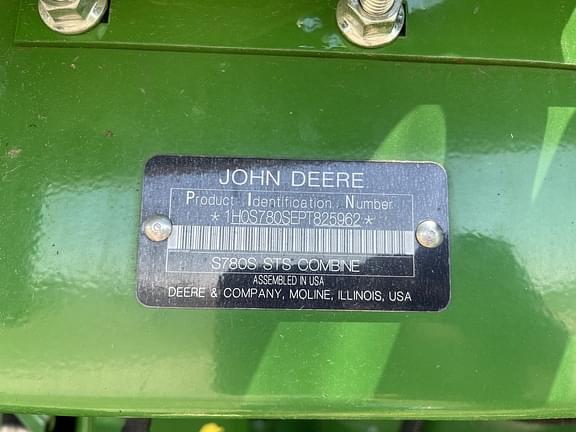 JOHN DEERE
Product Identification Number
*1H0S780SEPT825962*
S780S STS COMBINE
ASSEMBLED IN USA
DEERE & COMPANY, MOLINE, ILLINOIS, USA